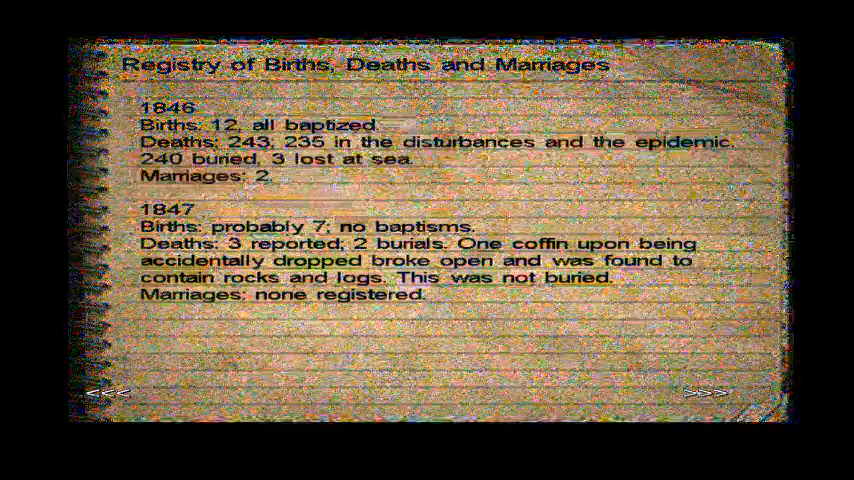 Registry of Births, Deaths and Marriages
1846
Births: 12, all baptized.
Deaths: 243, 235 in the disturbances and the epidemic.
240 buried, 3 lost at sea.
Marriages: 2.
1847
Births: probably 7; no baptisms.
Deaths: 3 reported; 2 burials. One coffin upon being
accidentally dropped broke open and was found to
contain rocks and logs. This was not buried.
Marriages: none registered.
<<< >>>